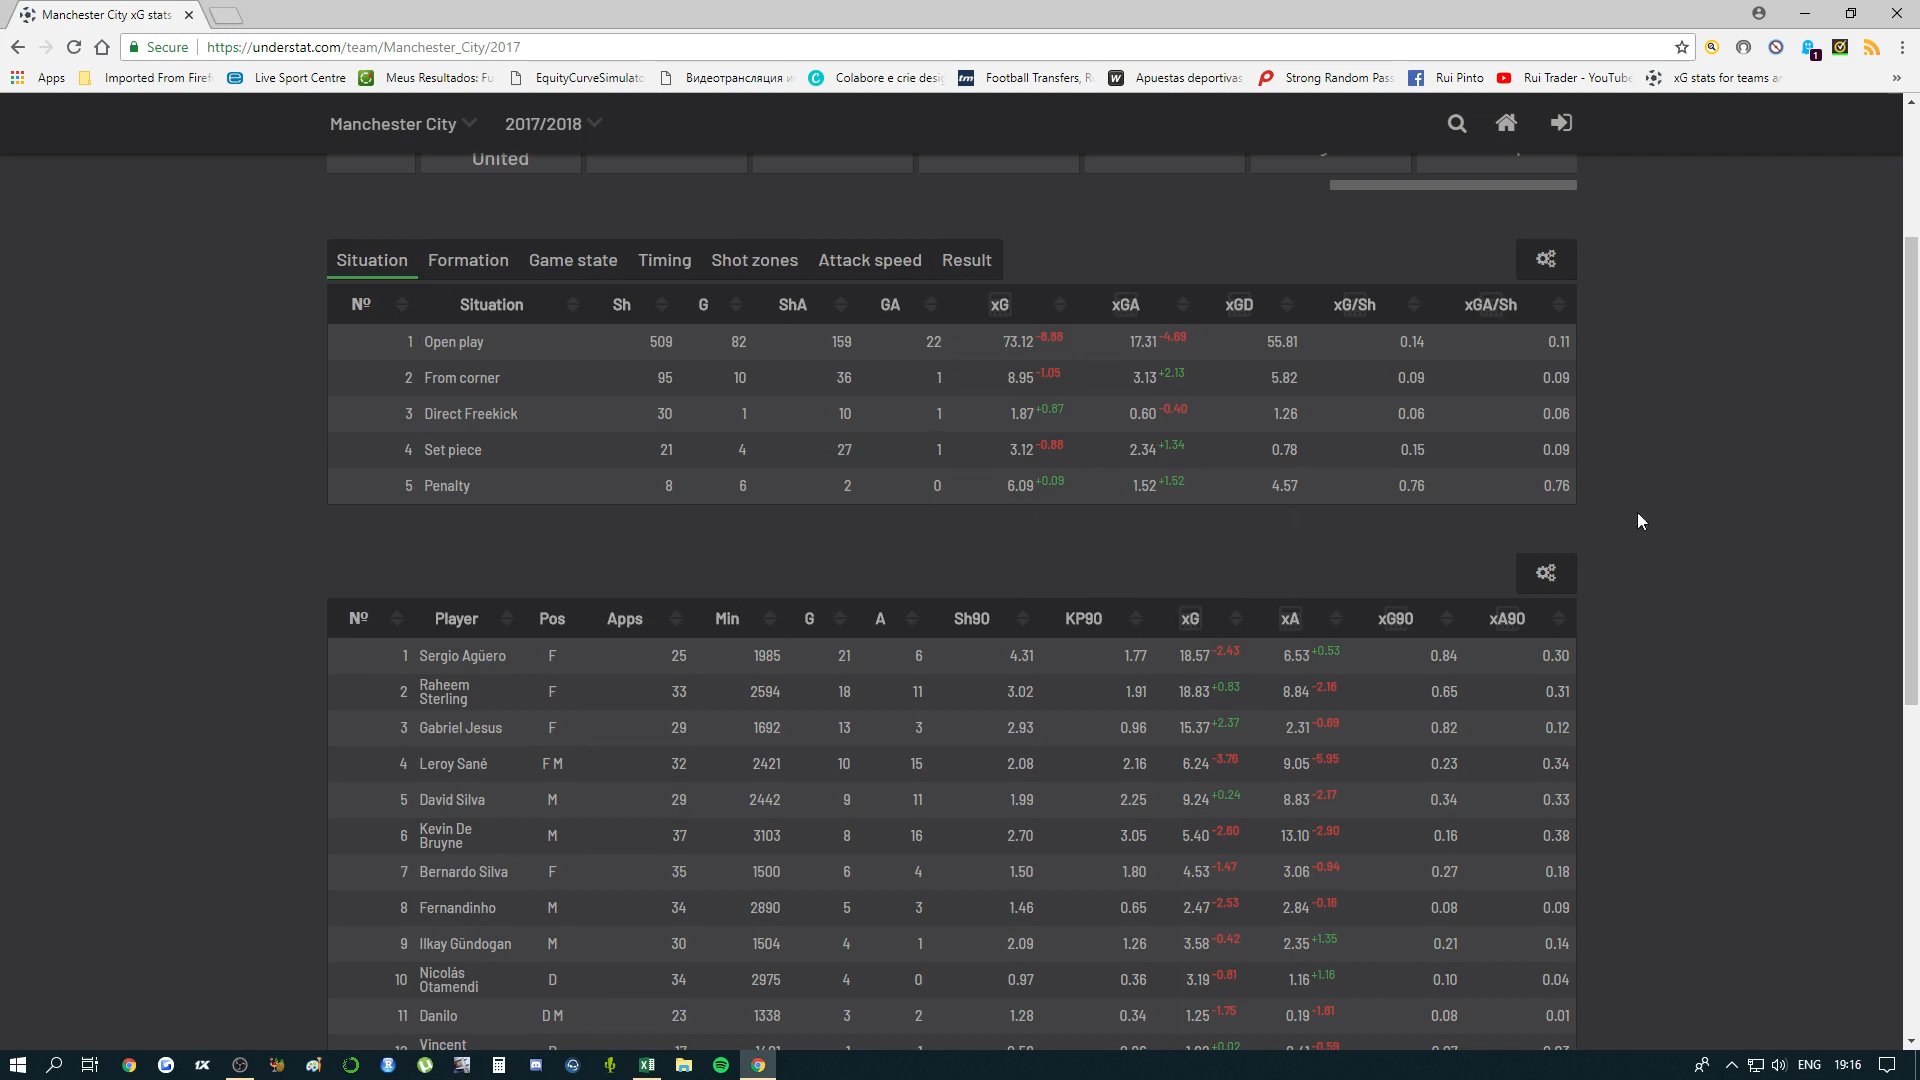 Manchester City xG stats
Secure https://understat.com/team/Manchester_City/2017
1
Apps Imported From Firef Live Sport Centre Meus Resultados: Fu EquityCurveSimulato Видеотрансляция и Colabore e crie desig tm Football Transfers, R W Apuestas deportivas Strong Random Pass Rui Pinto Rui Trader - YouTube xG stats for teams an »
Manchester City 2017/2018
United
Situation Formation Game state Timing Shot zones Attack speed Result
Nº Situation Sh G ShA GA xG xGA xGD xG/Sh xGA/Sh
1 Open play 509 82 159 22 73.12 -8.88 17.31 -4.69 55.81 0.14 0.11
2 From corner 95 10 36 1 8.95 -1.05 3.13 +2.13 5.82 0.09 0.09
3 Direct Freekick 30 1 10 1 1.87 +0.87 0.60 -0.40 1.26 0.06 0.06
4 Set piece 21 4 27 1 3.12 -0.88 2.34 +1.34 0.78 0.15 0.09
5 Penalty 8 6 2 0 6.09 +0.09 1.52 +1.52 4.57 0.76 0.76
Nº Player Pos Apps Min G A Sh90 KP90 xG xA xG90 xA90
1 Sergio Agüero F 25 1985 21 6 4.31 1.77 18.57 -2.43 6.53 +0.53 0.84 0.30
2 Raheem Sterling F 33 2594 18 11 3.02 1.91 18.83 +0.83 8.84 -2.16 0.65 0.31
3 Gabriel Jesus F 29 1692 13 3 2.93 0.96 15.37 +2.37 2.31 -0.69 0.82 0.12
4 Leroy Sané F M 32 2421 10 15 2.08 2.16 6.24 -3.76 9.05 -5.95 0.23 0.34
5 David Silva M 29 2442 9 11 1.99 2.25 9.24 +0.24 8.83 -2.17 0.34 0.33
6 Kevin De Bruyne M 37 3103 8 16 2.70 3.05 5.40 -2.60 13.10 -2.90 0.16 0.38
7 Bernardo Silva F 35 1500 6 4 1.50 1.80 4.53 -1.47 3.06 -0.94 0.27 0.18
8 Fernandinho M 34 2890 5 3 1.46 0.65 2.47 -2.53 2.84 -0.16 0.08 0.09
9 Ilkay Gündogan M 30 1504 4 1 2.09 1.26 3.58 -0.42 2.35 +1.35 0.21 0.14
10 Nicolás Otamendi D 34 2975 4 0 0.97 0.36 3.19 -0.81 1.16 +1.16 0.10 0.04
11 Danilo D M 23 1338 3 2 1.28 0.34 1.25 -1.75 0.19 -1.81 0.08 0.01
Vincent
1X ENG 19:16